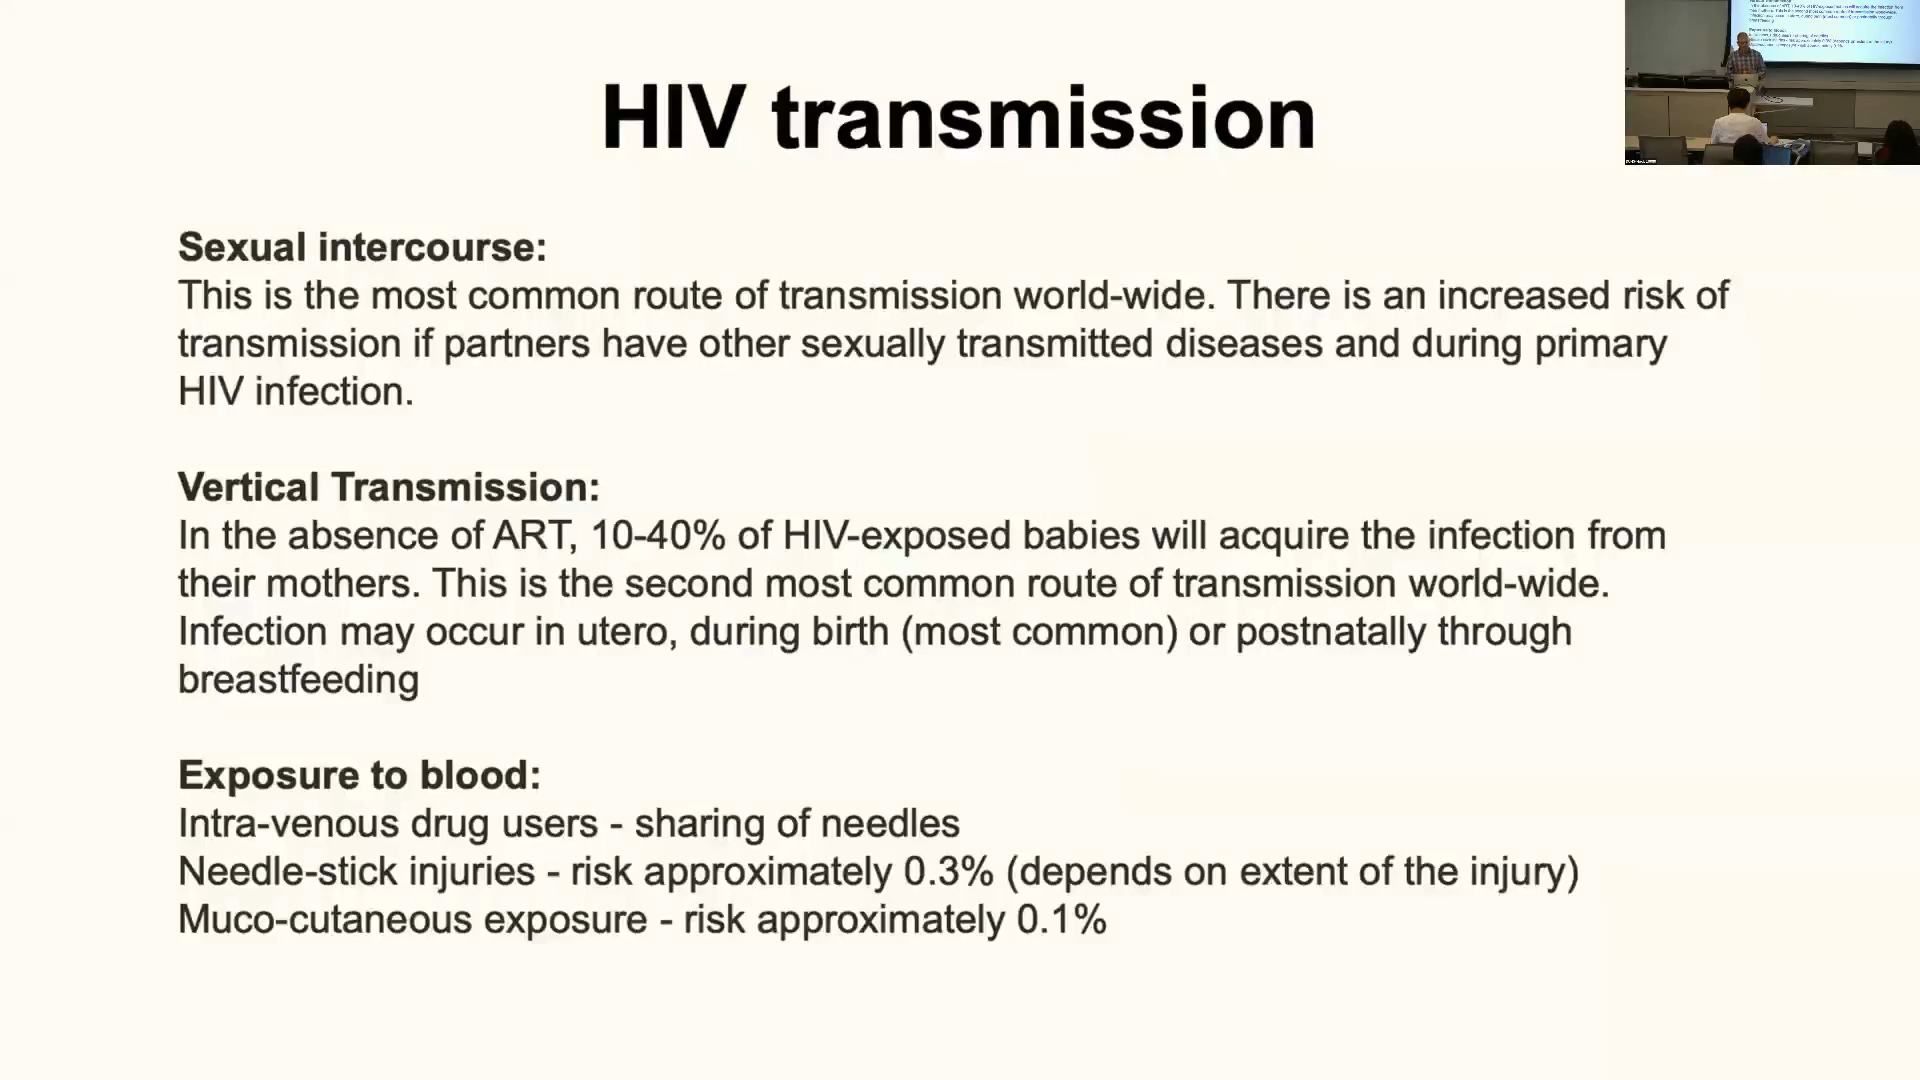 HIV transmission
Sexual intercourse:
This is the most common route of transmission world-wide. There is an increased risk of
transmission if partners have other sexually transmitted diseases and during primary
HIV infection.
Vertical Transmission:
In the absence of ART, 10-40% of HIV-exposed babies will acquire the infection from
their mothers. This is the second most common route of transmission world-wide.
Infection may occur in utero, during birth (most common) or postnatally through
breastfeeding
Exposure to blood:
Intra-venous drug users - sharing of needles
Needle-stick injuries - risk approximately 0.3% (depends on extent of the injury)
Muco-cutaneous exposure - risk approximately 0.1%